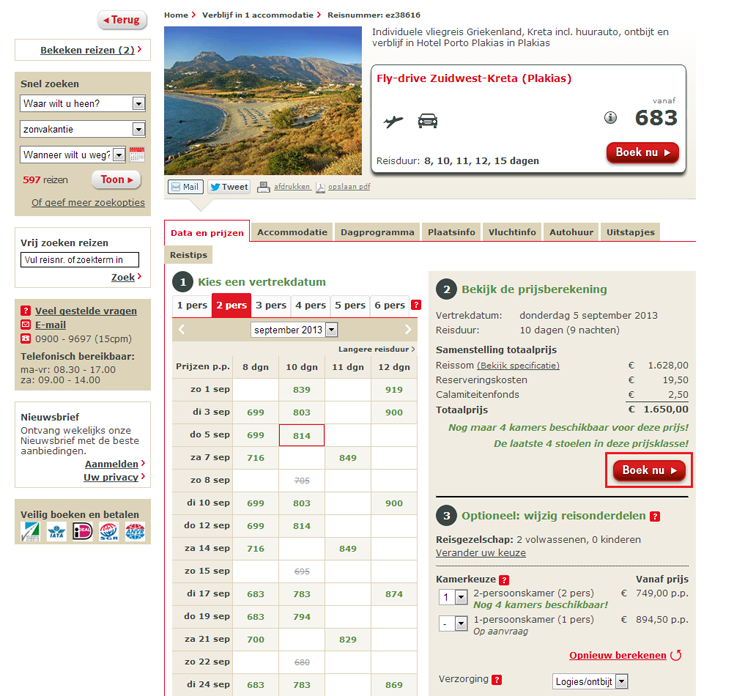 Terug
Bekeken reizen (2)
Snel zoeken
Waar wilt u heen?
zonvakantie
Wanneer wilt u weg?
597 reizen
Toon
Of geef meer zoekopties
Vrij zoeken reizen
Vul reisnr. of zoekterm in
Zoek
? Veel gestelde vragen
E-mail
0900 - 9697 (15cpm)
Telefonisch bereikbaar:
ma-vr: 08.30 - 17.00
za: 09.00 - 14.00
Nieuwsbrief
Ontvang wekelijks onze
Nieuwsbrief met de beste
aanbiedingen.
Aanmelden
Uw privacy
Veilig boeken en betalen
IATA
iD
SGR
Home > Verblijf in 1 accommodatie > Reisnummer: ez38616
Individuele vliegreis Griekenland, Kreta incl. huurauto, ontbijt en
verblijf in Hotel Porto Plakias in Plakias
Fly-drive Zuidwest-Kreta (Plakias)
vanaf
i 683
Reisduur: 8, 10, 11, 12, 15 dagen
Boek nu
Mail Tweet afdrukken opslaan pdf
Data en prijzen Accommodatie Dagprogramma Plaatsinfo Vluchtinfo Autohuur Uitstapjes
Reistips
1 Kies een vertrekdatum
1 pers 2 pers 3 pers 4 pers 5 pers 6 pers ?
september 2013
Langere reisduur >
Prijzen p.p. 8 dgn 10 dgn 11 dgn 12 dgn
zo 1 sep 839 919
di 3 sep 699 803 900
do 5 sep 699 814
za 7 sep 716 849
zo 8 sep 705
di 10 sep 699 803 900
do 12 sep 699 814
za 14 sep 716 849
zo 15 sep 695
di 17 sep 683 783 874
do 19 sep 683 794
za 21 sep 700 829
zo 22 sep 680
di 24 sep 683 783 869
2 Bekijk de prijsberekening
Vertrekdatum: donderdag 5 september 2013
Reisduur: 10 dagen (9 nachten)
Samenstelling totaalprijs
Reissom (Bekijk specificatie) € 1.628,00
Reserveringskosten € 19,50
Calamiteitenfonds € 2,50
Totaalprijs € 1.650,00
Nog maar 4 kamers beschikbaar voor deze prijs!
De laatste 4 stoelen in deze prijsklasse!
Boek nu
3 Optioneel: wijzig reisonderdelen ?
Reisgezelschap: 2 volwassenen, 0 kinderen
Verander uw keuze
Kamerkeuze ? Vanaf prijs
1 2-persoonskamer (2 pers) € 749,00 p.p.
Nog 4 kamers beschikbaar!
- 1-persoonskamer (1 pers) € 894,50 p.p.
Op aanvraag
Opnieuw berekenen
Verzorging ? Logies/ontbijt